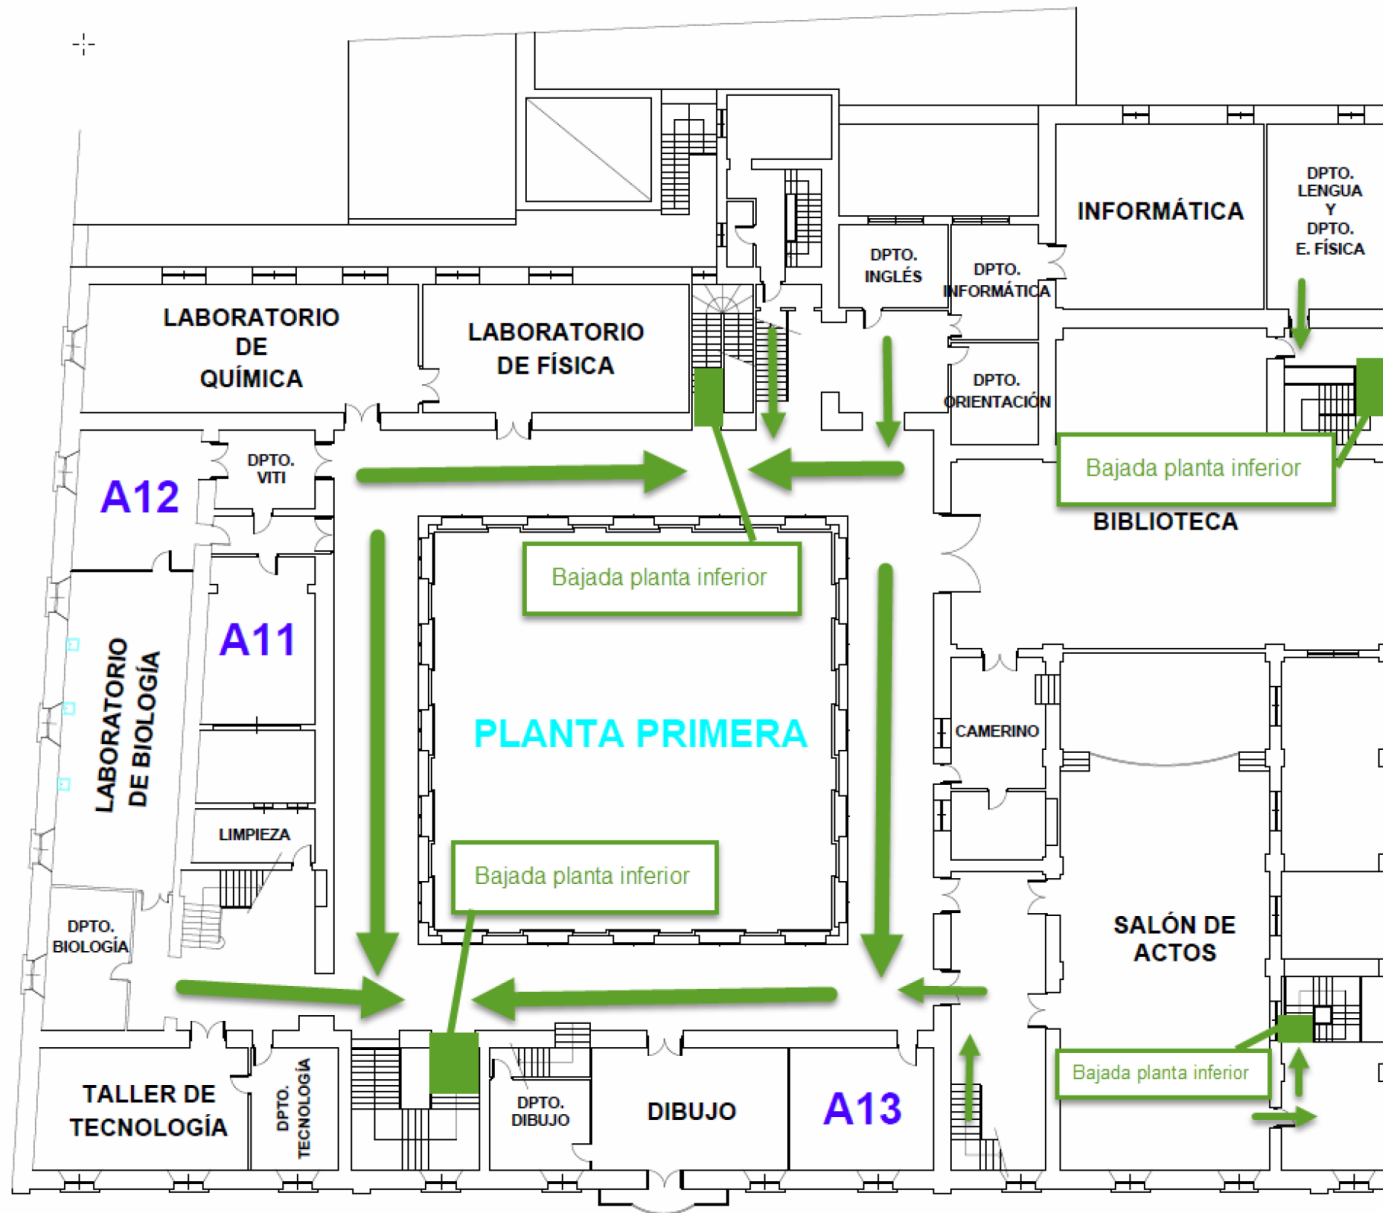 DPTO.
LENGUA
Y
DPTO.
E. FÍSICA
INFORMÁTICA
DPTO.
INGLÉS
DPTO.
INFORMÁTICA
LABORATORIO
DE
QUÍMICA
LABORATORIO
DE FÍSICA
DPTO.
ORIENTACIÓN
Bajada planta inferior
DPTO.
VITI
A12
BIBLIOTECA
Bajada planta inferior
A11
LABORATORIO
DE BIOLOGÍA
PLANTA PRIMERA
CAMERINO
LIMPIEZA
Bajada planta inferior
DPTO.
BIOLOGÍA
SALÓN DE
ACTOS
Bajada planta inferior
TALLER DE
TECNOLOGÍA
DPTO.
TECNOLOGÍA
DPTO.
DIBUJO
DIBUJO
A13